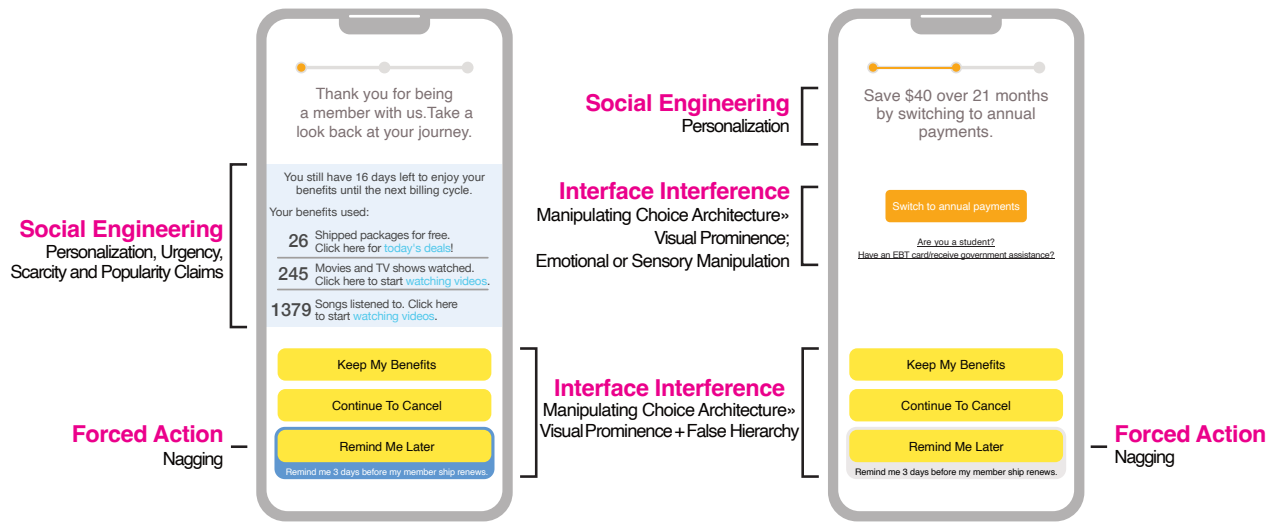 Thank you for being
a member with us.Take a
look back at your journey.
You still have 16 days left to enjoy your
benefits until the next billing cycle.
Your benefits used:
26 Shipped packages for free.
Click here for today's deals!
245 Movies and TV shows watched.
Click here to start watching videos.
1379 Songs listened to. Click here
to start watching videos.
Keep My Benefits
Continue To Cancel
Remind Me Later
Remind me 3 days before my member ship renews.
Social Engineering
Personalization, Urgency,
Scarcity and Popularity Claims
Forced Action
Nagging
Social Engineering
Personalization
Interface Interference
Manipulating Choice Architecture»
Visual Prominence;
Emotional or Sensory Manipulation
Interface Interference
Manipulating Choice Architecture»
Visual Prominence + False Hierarchy
Save $40 over 21 months
by switching to annual
payments.
Switch to annual payments
Are you a student?
Have an EBT card/receive government assistance?
Keep My Benefits
Continue To Cancel
Remind Me Later
Remind me 3 days before my member ship renews.
Forced Action
Nagging